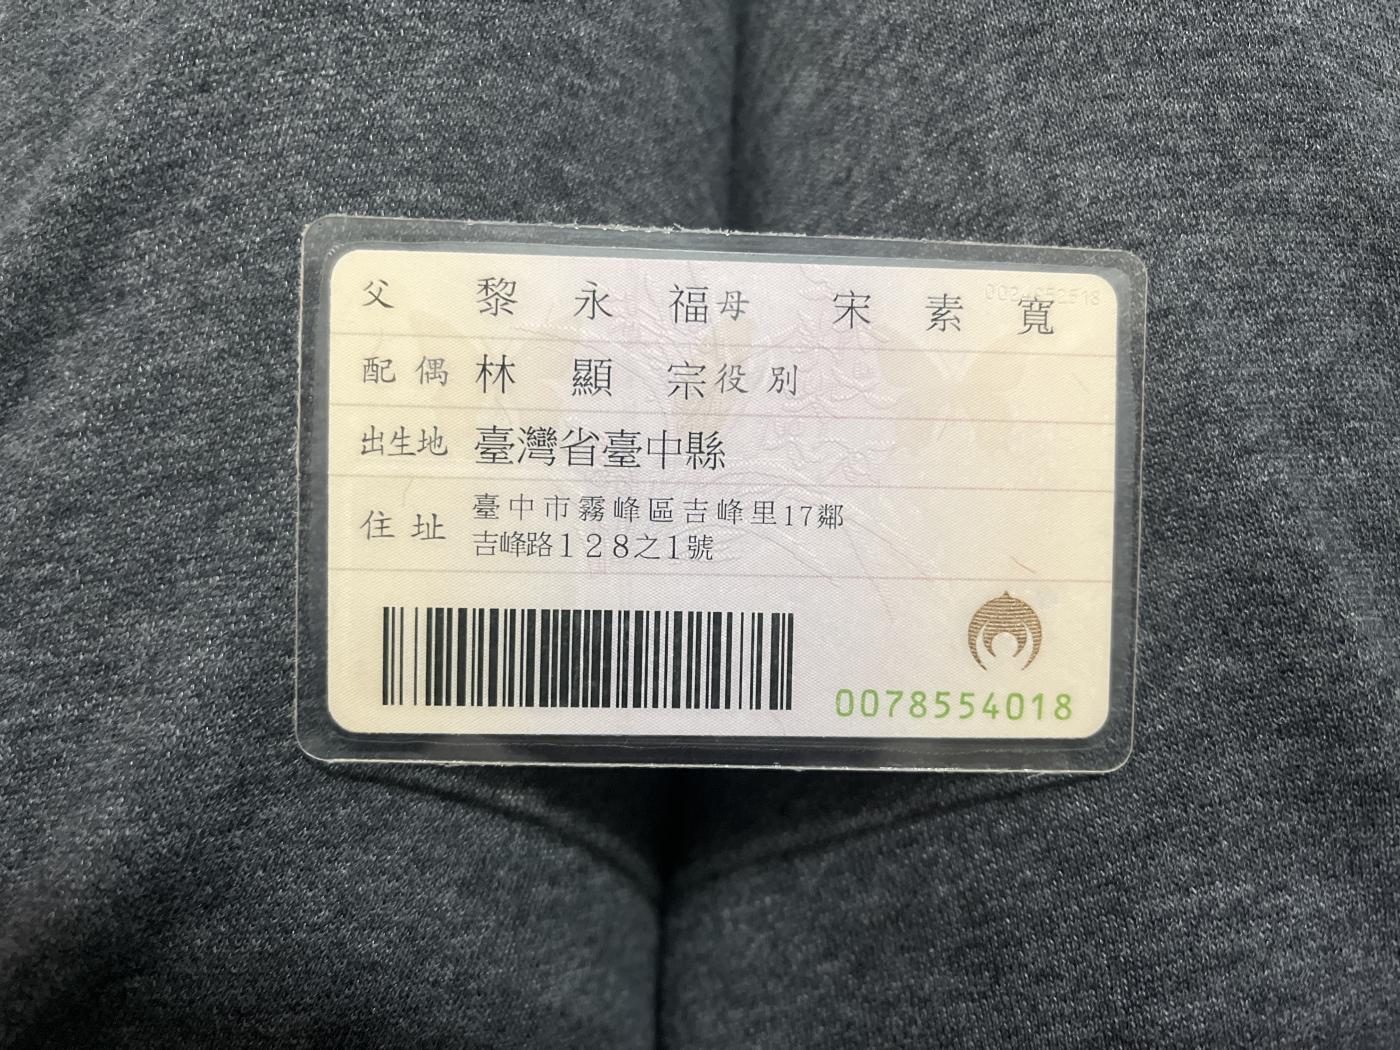 父 黎永福 母 宋素寬
配偶 林顯宗 役別
出生地 臺灣省臺中縣
住址 臺中市霧峰區吉峰里17鄰
吉峰路128之1號
0078554018